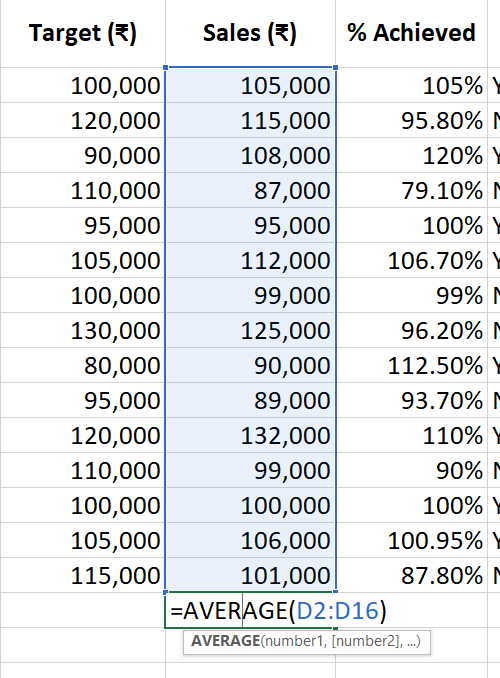 Target (₹) Sales (₹) % Achieved
100,000 105,000 105% Y
120,000 115,000 95.80% N
90,000 108,000 120% Y
110,000 87,000 79.10% N
95,000 95,000 100% Y
105,000 112,000 106.70% Y
100,000 99,000 99% N
130,000 125,000 96.20% N
80,000 90,000 112.50% Y
95,000 89,000 93.70% N
120,000 132,000 110% Y
110,000 99,000 90% N
100,000 100,000 100% Y
105,000 106,000 100.95% Y
115,000 101,000 87.80% N
=AVERAGE(D2:D16)
AVERAGE(number1, [number2], ...)